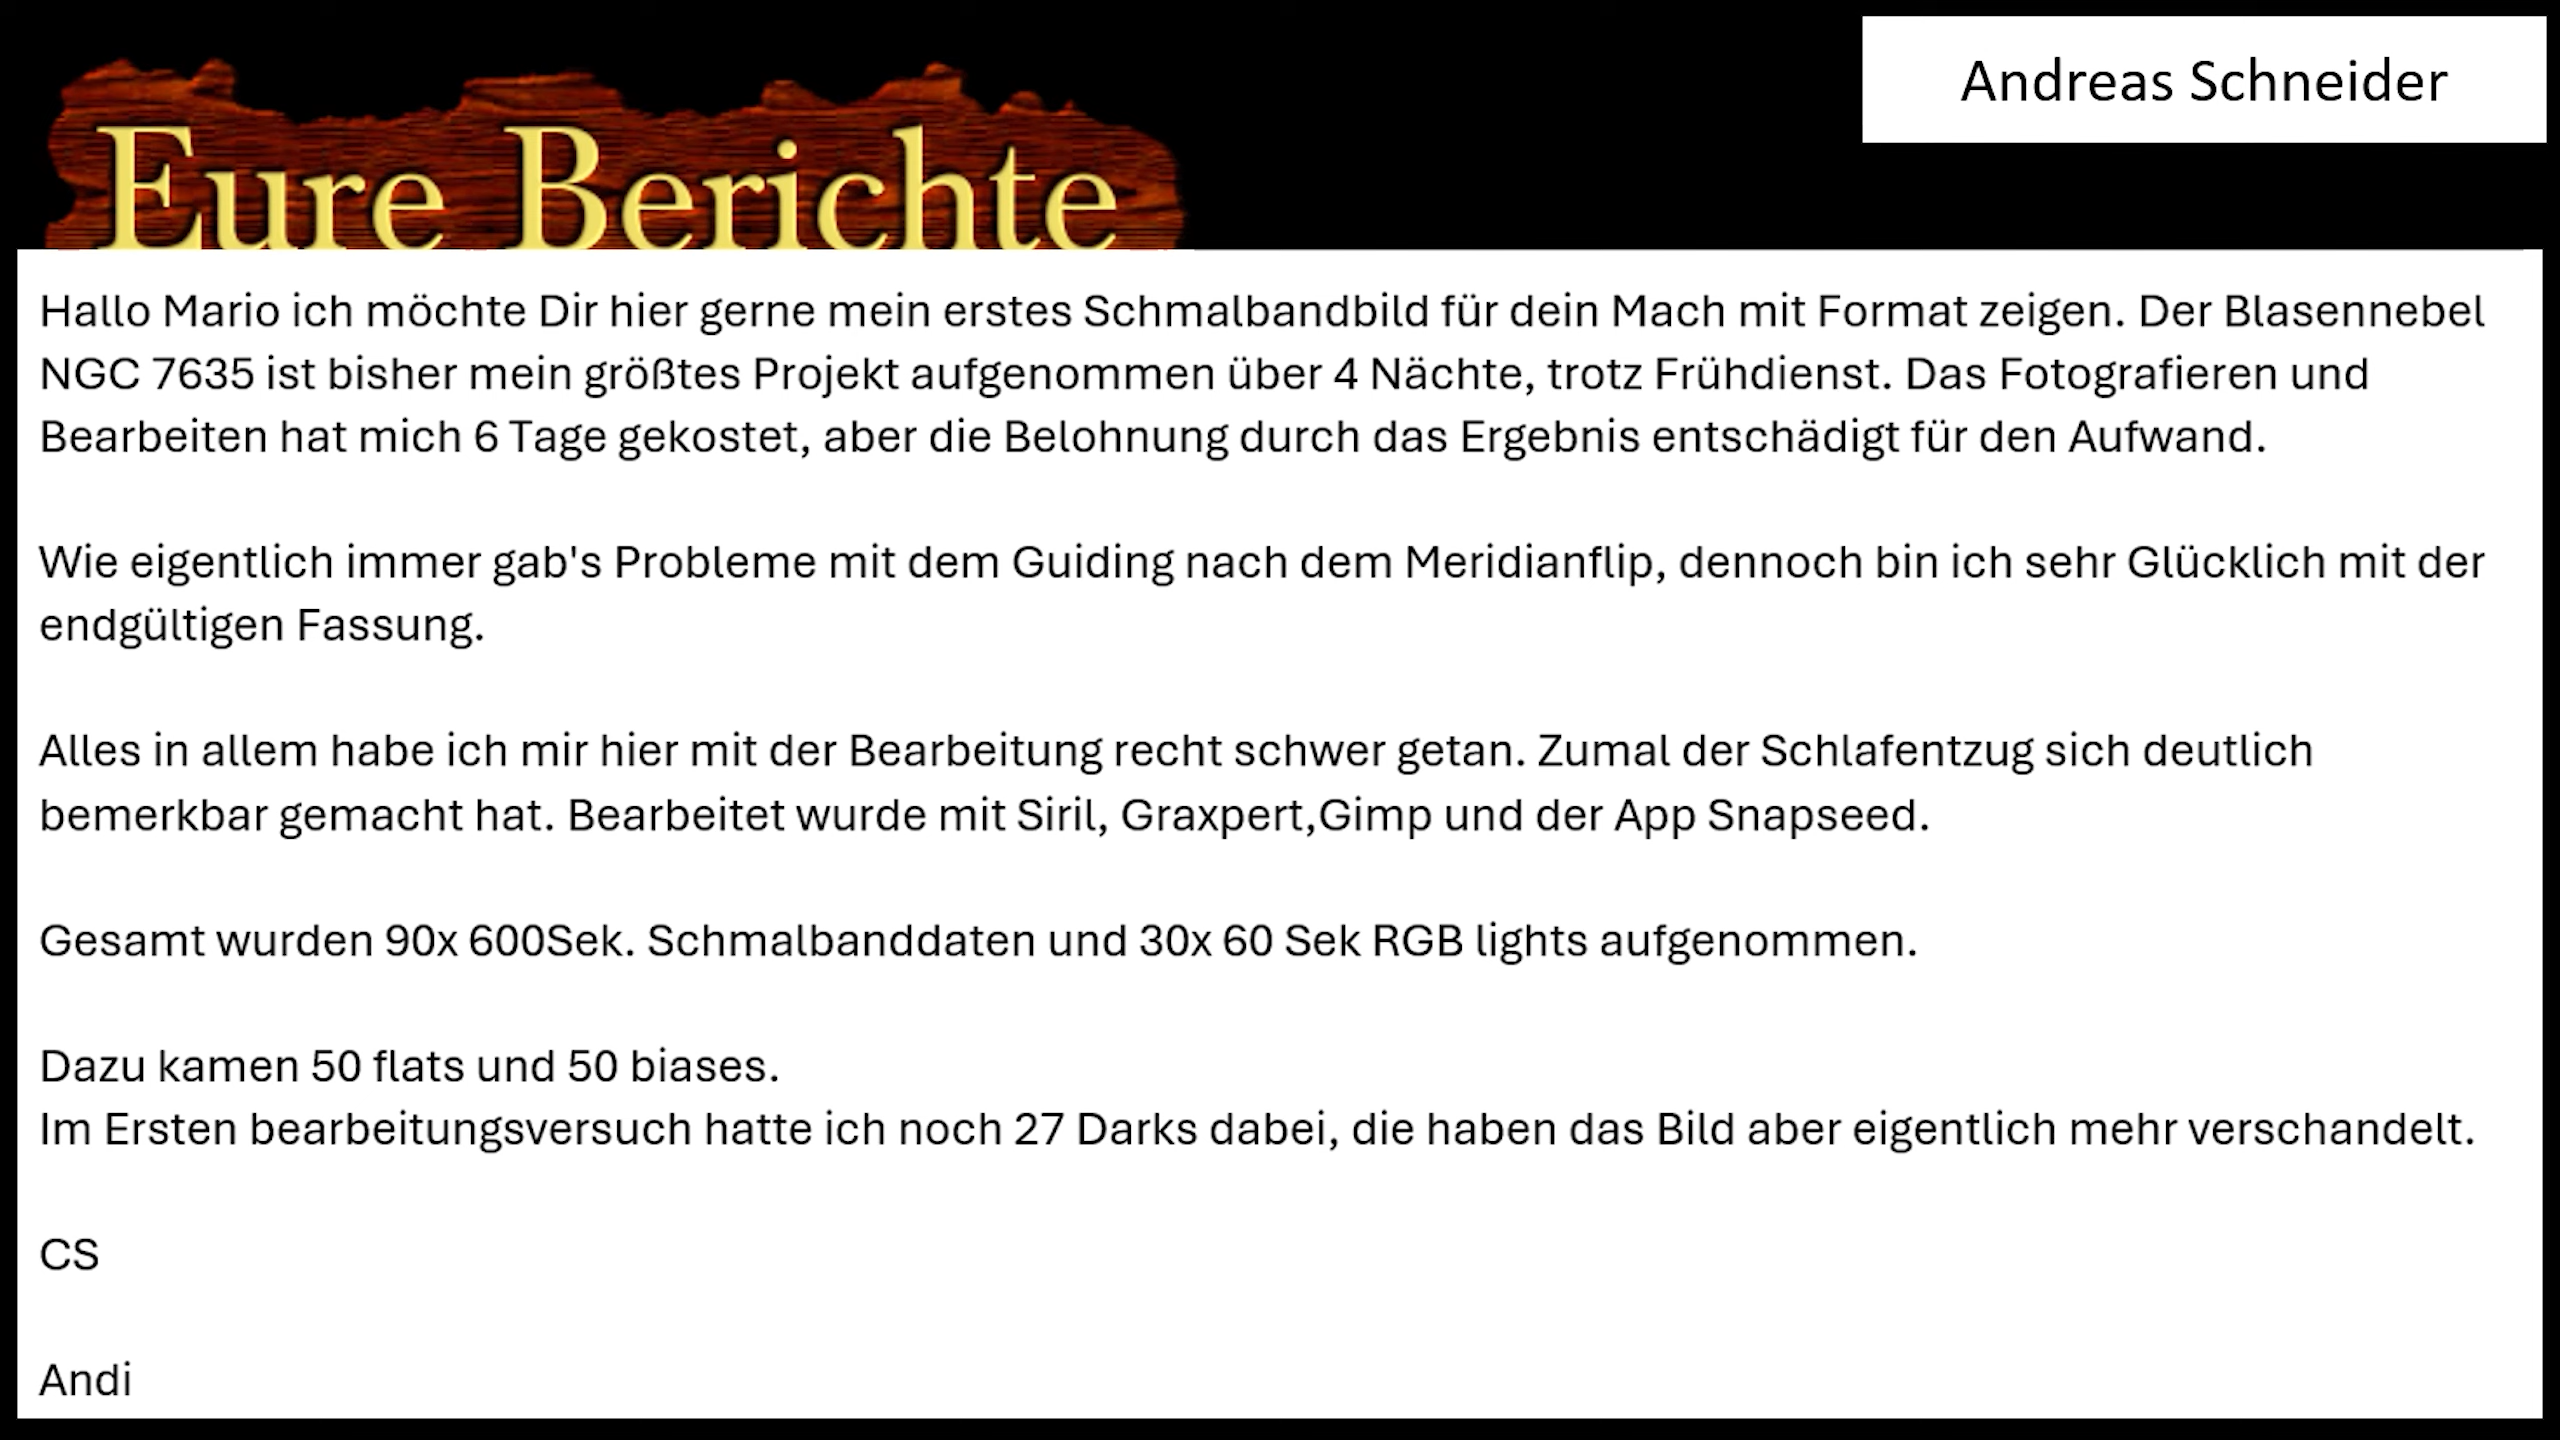 Andreas Schneider
Eure Berichte
Hallo Mario ich möchte Dir hier gerne mein erstes Schmalbandbild für dein Mach mit Format zeigen. Der Blasennebel
NGC 7635 ist bisher mein größtes Projekt aufgenommen über 4 Nächte, trotz Frühdienst. Das Fotografieren und
Bearbeiten hat mich 6 Tage gekostet, aber die Belohnung durch das Ergebnis entschädigt für den Aufwand.
Wie eigentlich immer gab's Probleme mit dem Guiding nach dem Meridianflip, dennoch bin ich sehr Glücklich mit der
endgültigen Fassung.
Alles in allem habe ich mir hier mit der Bearbeitung recht schwer getan. Zumal der Schlafentzug sich deutlich
bemerkbar gemacht hat. Bearbeitet wurde mit Siril, Graxpert,Gimp und der App Snapseed.
Gesamt wurden 90x 600Sek. Schmalbanddaten und 30x 60 Sek RGB lights aufgenommen.
Dazu kamen 50 flats und 50 biases.
Im Ersten bearbeitungsversuch hatte ich noch 27 Darks dabei, die haben das Bild aber eigentlich mehr verschandelt.
CS
Andi